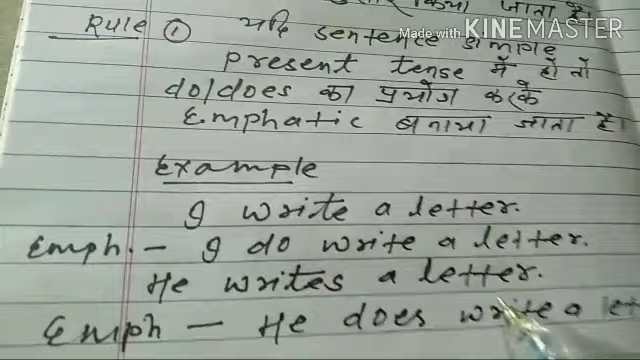 किया जाता है
Made with KINEMASTER
Rule ① यदि sentence simple
present tense में हो तो
do/does का प्रयोग करके
Emphatic बनाया जाता है।
Example
I write a letter.
Emph. - I do write a letter.
He writes a letter.
Emph - He does write a let